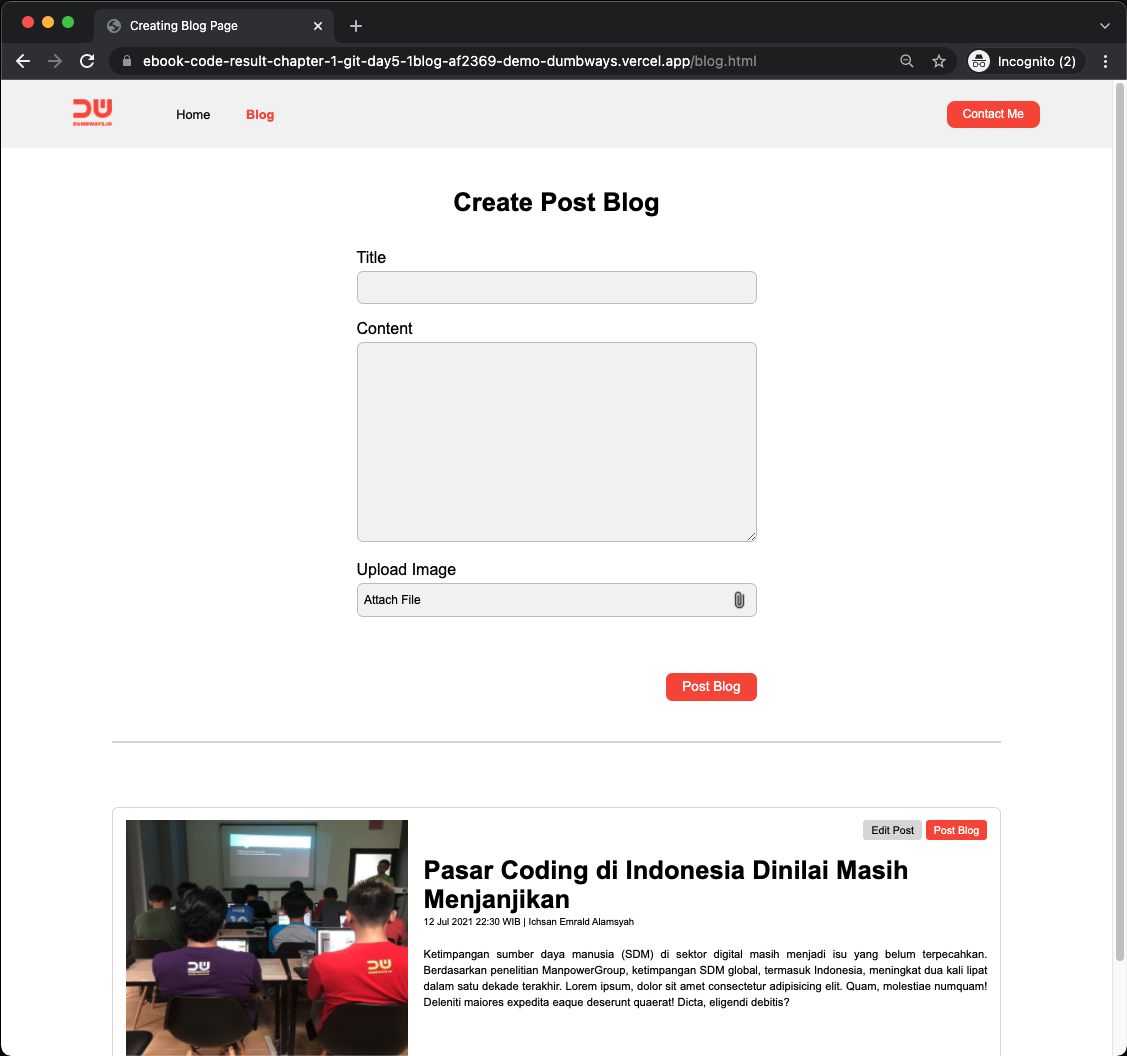 Creating Blog Page
ebook-code-result-chapter-1-git-day5-1blog-af2369-demo-dumbways.vercel.app/blog.html
Incognito (2)
DUMBWAYS.ID
Home
Blog
Contact Me
Create Post Blog
Title
Content
Upload Image
Attach File
Post Blog
Edit Post
Post Blog
Pasar Coding di Indonesia Dinilai Masih
Menjanjikan
12 Jul 2021 22:30 WIB | Ichsan Emrald Alamsyah
Ketimpangan sumber daya manusia (SDM) di sektor digital masih menjadi isu yang belum terpecahkan.
Berdasarkan penelitian ManpowerGroup, ketimpangan SDM global, termasuk Indonesia, meningkat dua kali lipat
dalam satu dekade terakhir. Lorem ipsum, dolor sit amet consectetur adipisicing elit. Quam, molestiae numquam!
Deleniti maiores expedita eaque deserunt quaerat! Dicta, eligendi debitis?